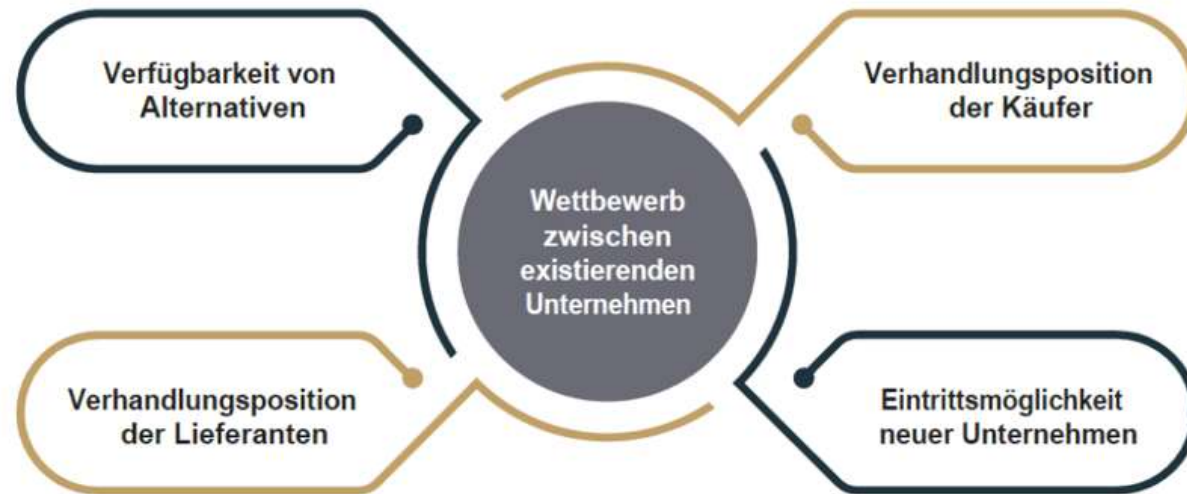 Verfügbarkeit von
Alternativen
Verhandlungsposition
der Käufer
Wettbewerb
zwischen
existierenden
Unternehmen
Verhandlungsposition
der Lieferanten
Eintrittsmöglichkeit
neuer Unternehmen